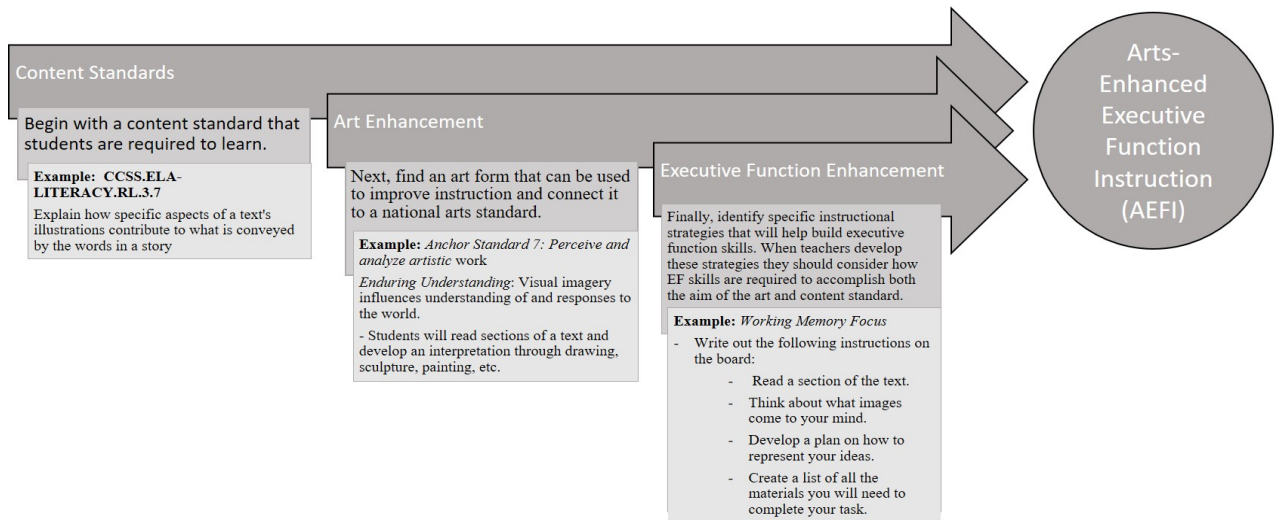 Content Standards
Begin with a content standard that
students are required to learn.
Example: CCSS.ELA-
LITERACY.RL.3.7
Explain how specific aspects of a text's
illustrations contribute to what is conveyed
by the words in a story
Art Enhancement
Next, find an art form that can be used
to improve instruction and connect it
to a national arts standard.
Example: Anchor Standard 7: Perceive and
analyze artistic work
Enduring Understanding: Visual imagery
influences understanding of and responses to
the world.
- Students will read sections of a text and
develop an interpretation through drawing,
sculpture, painting, etc.
Executive Function Enhancement
Finally, identify specific instructional
strategies that will help build executive
function skills. When teachers develop
these strategies they should consider how
EF skills are required to accomplish both
the aim of the art and content standard.
Example: Working Memory Focus
- Write out the following instructions on
the board:
- Read a section of the text.
- Think about what images
come to your mind.
- Develop a plan on how to
represent your ideas.
- Create a list of all the
materials you will need to
complete your task.
Arts-
Enhanced
Executive
Function
Instruction
(AEFI)